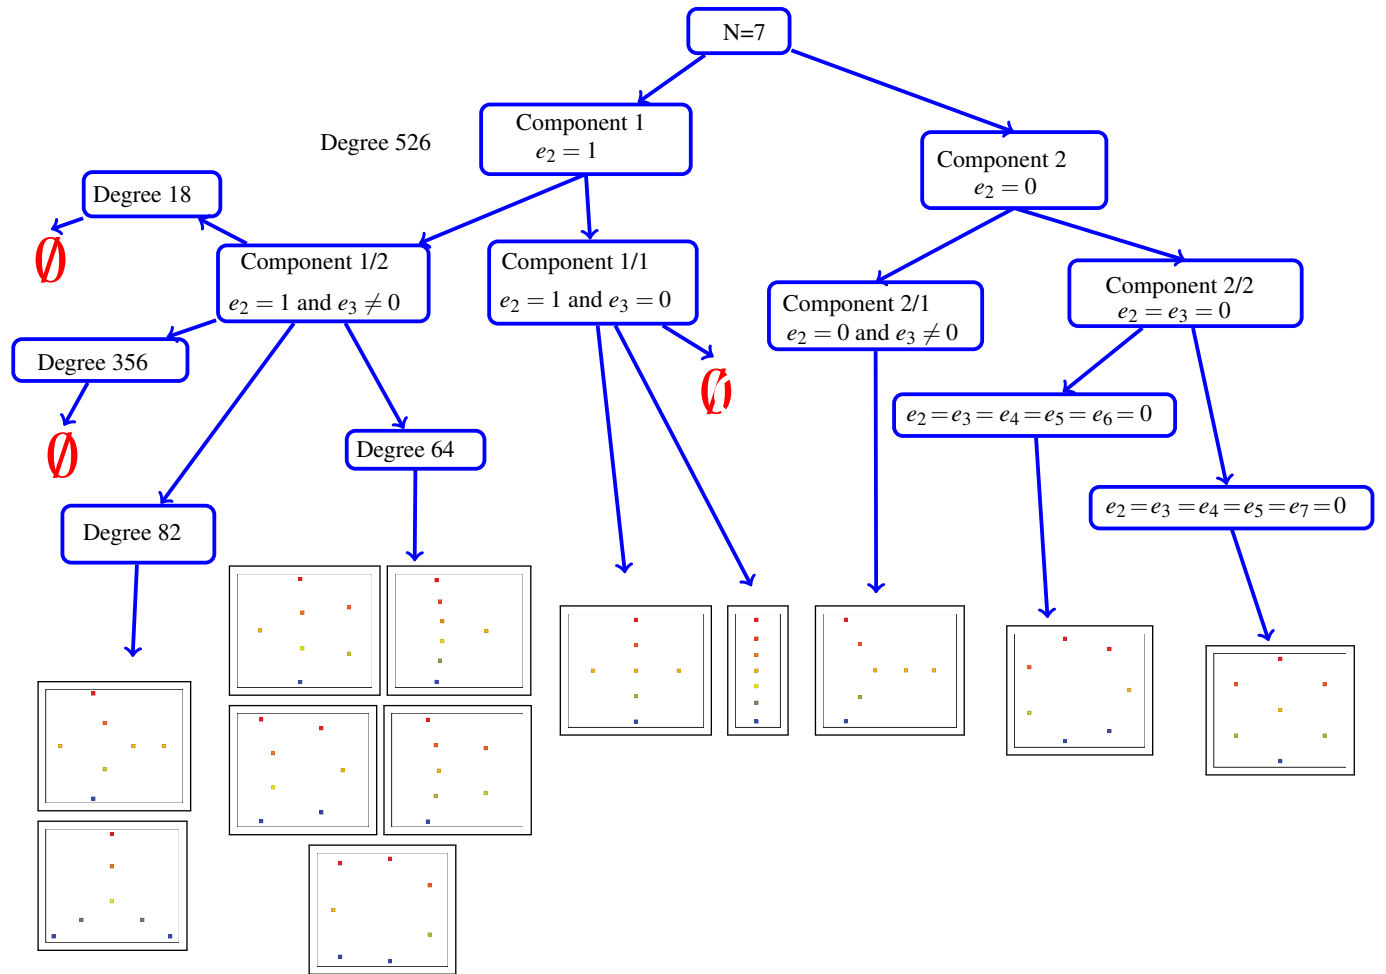 N=7
Component 1
e₂ = 1
Degree 526
Component 2
e₂ = 0
Degree 18
∅
Component 1/2
e₂ = 1 and e₃ ≠ 0
Component 1/1
e₂ = 1 and e₃ = 0
Component 2/1
e₂ = 0 and e₃ ≠ 0
Component 2/2
e₂ = e₃ = 0
Degree 356
∅
∅
e₂ = e₃ = e₄ = e₅ = e₆ = 0
Degree 64
e₂ = e₃ = e₄ = e₅ = e₇ = 0
Degree 82